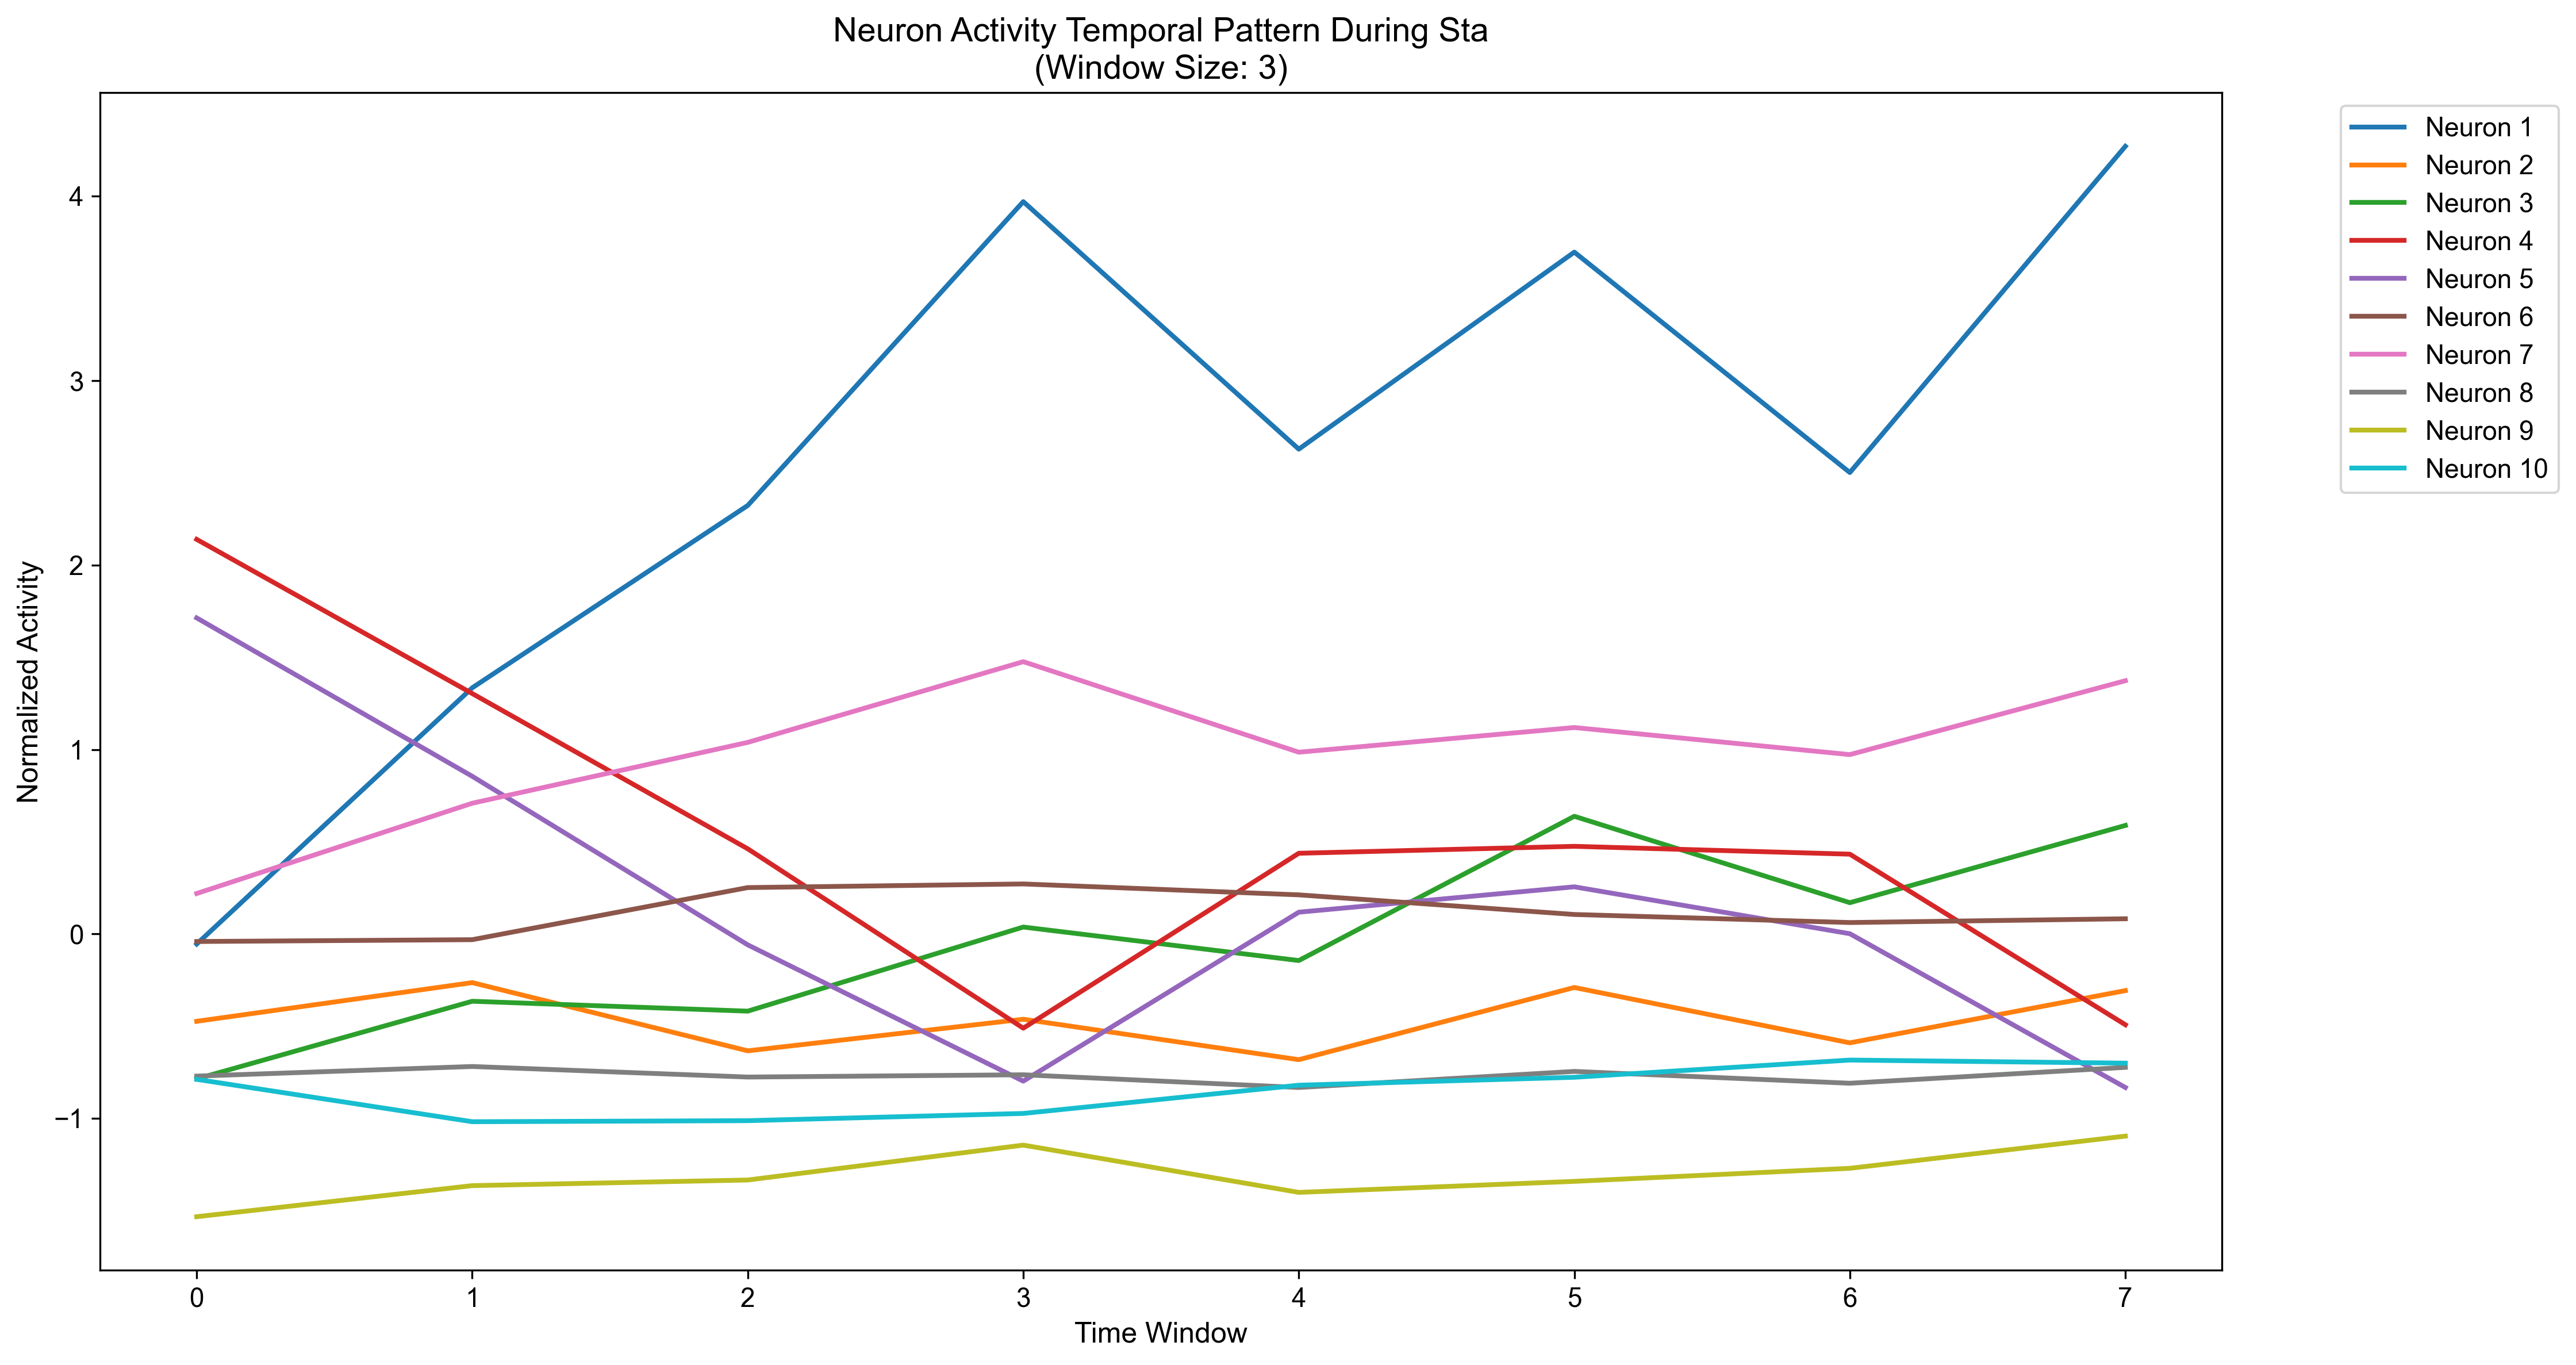 Neuron Activity Temporal Pattern During Sta
(Window Size: 3)
Neuron 1
Neuron 2
Neuron 3
Neuron 4
Neuron 5
Neuron 6
Neuron 7
Neuron 8
Neuron 9
Neuron 10
Normalized Activity
4
3
2
1
0
−1
0 1 2 3 4 5 6 7
Time Window